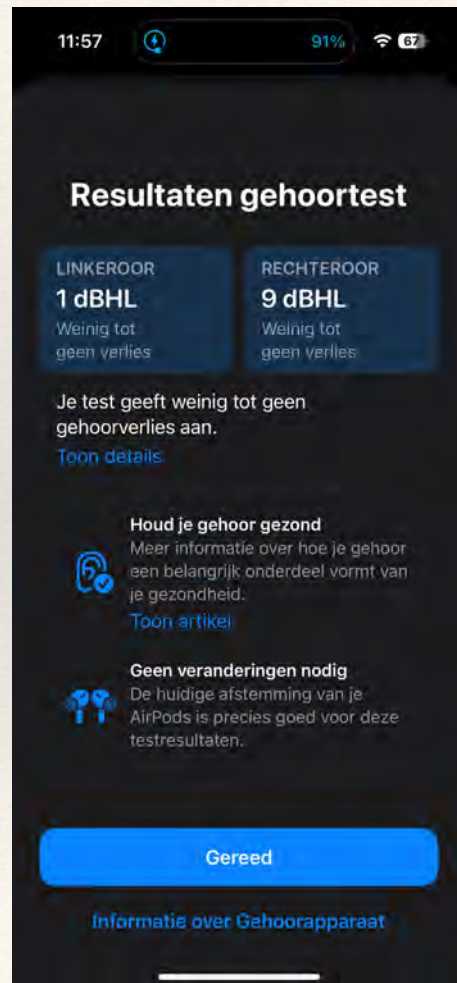 11:57
91%
67
Resultaten gehoortest
LINKEROOR
1 dBHL
Weinig tot
geen verlies
RECHTEROOR
9 dBHL
Weinig tot
geen verlies
Je test geeft weinig tot geen
gehoorverlies aan.
Toon details
Houd je gehoor gezond
Meer informatie over hoe je gehoor
een belangrijk onderdeel vormt van
je gezondheid.
Toon artikel
Geen veranderingen nodig
De huidige afstemming van je
AirPods is precies goed voor deze
testresultaten.
Gereed
Informatie over Gehoorapparaat